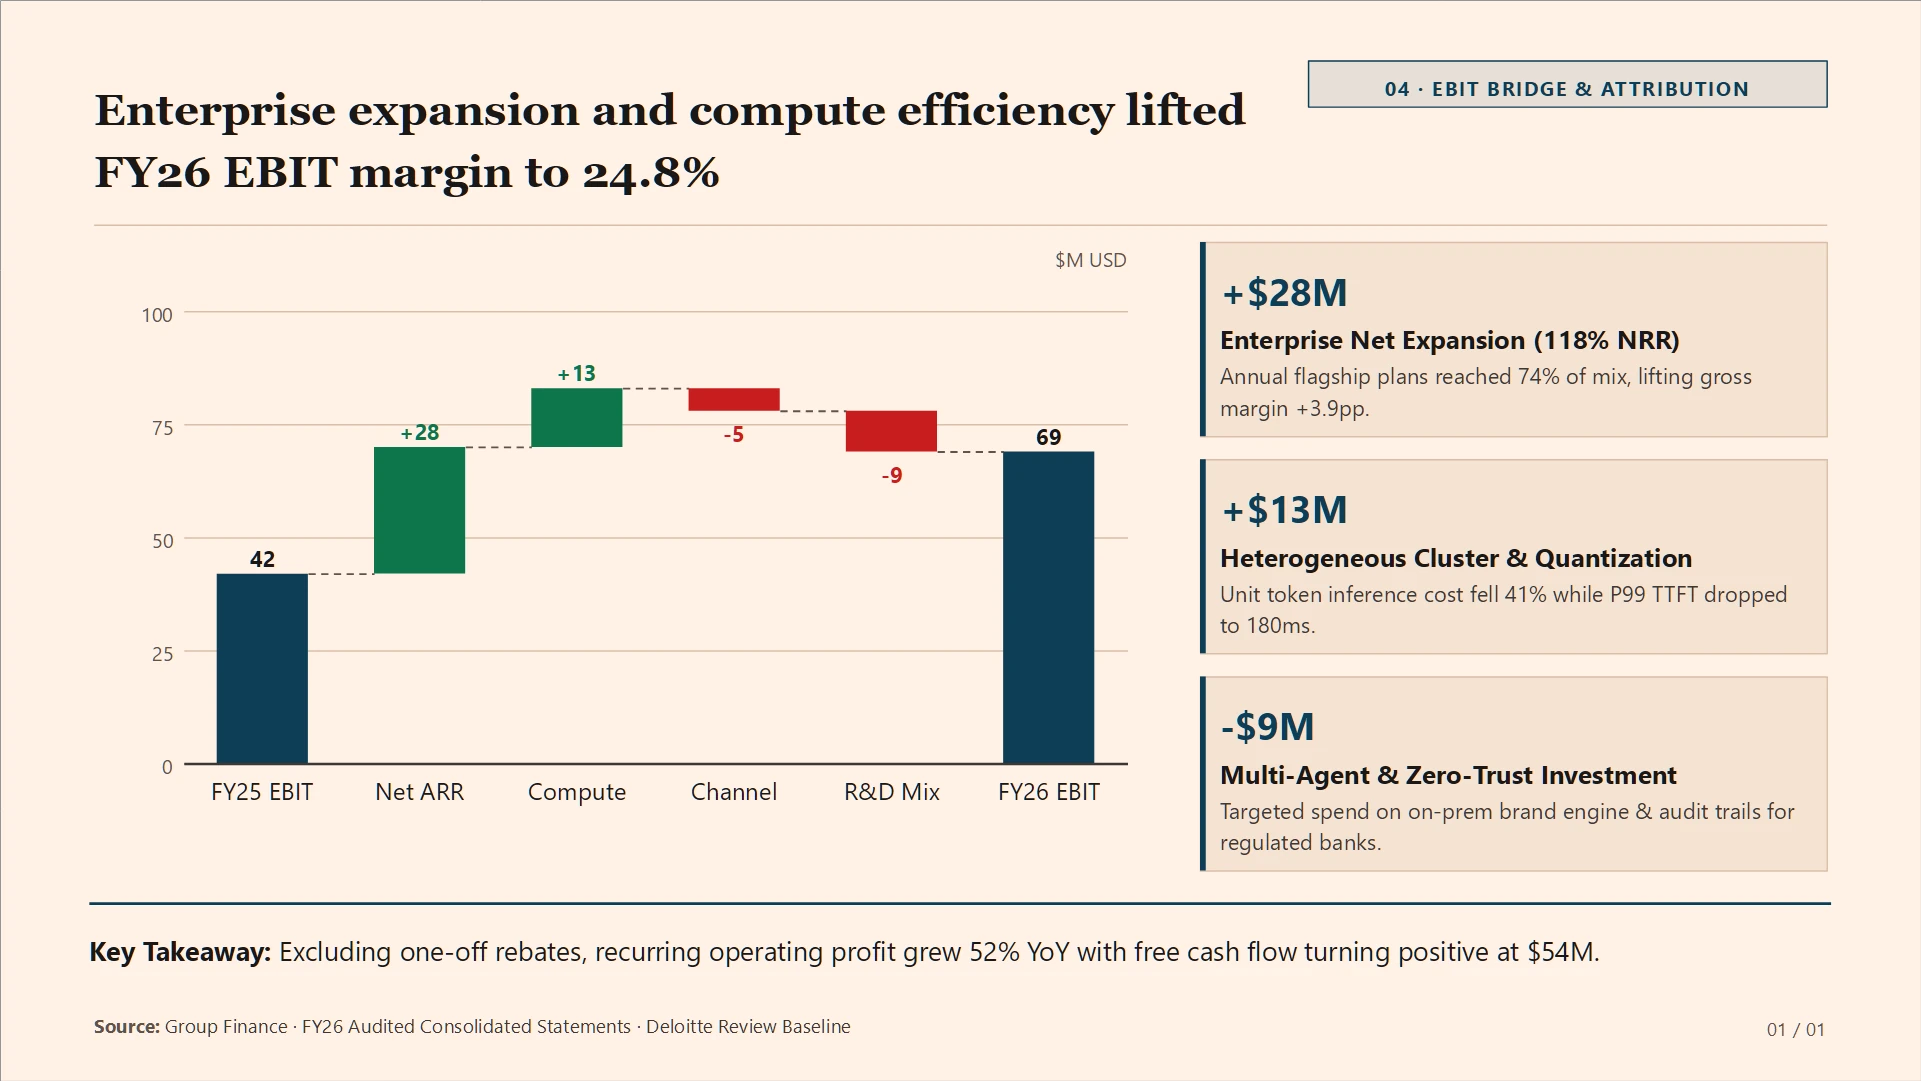 Enterprise expansion and compute efficiency lifted
FY26 EBIT margin to 24.8%
04 · EBIT BRIDGE & ATTRIBUTION
$M USD
100
75
50
25
0
42
+28
+13
-5
-9
69
FY25 EBIT
Net ARR
Compute
Channel
R&D Mix
FY26 EBIT
+$28M
Enterprise Net Expansion (118% NRR)
Annual flagship plans reached 74% of mix, lifting gross
margin +3.9pp.
+$13M
Heterogeneous Cluster & Quantization
Unit token inference cost fell 41% while P99 TTFT dropped
to 180ms.
-$9M
Multi-Agent & Zero-Trust Investment
Targeted spend on on-prem brand engine & audit trails for
regulated banks.
Key Takeaway: Excluding one-off rebates, recurring operating profit grew 52% YoY with free cash flow turning positive at $54M.
Source: Group Finance · FY26 Audited Consolidated Statements · Deloitte Review Baseline
01 / 01